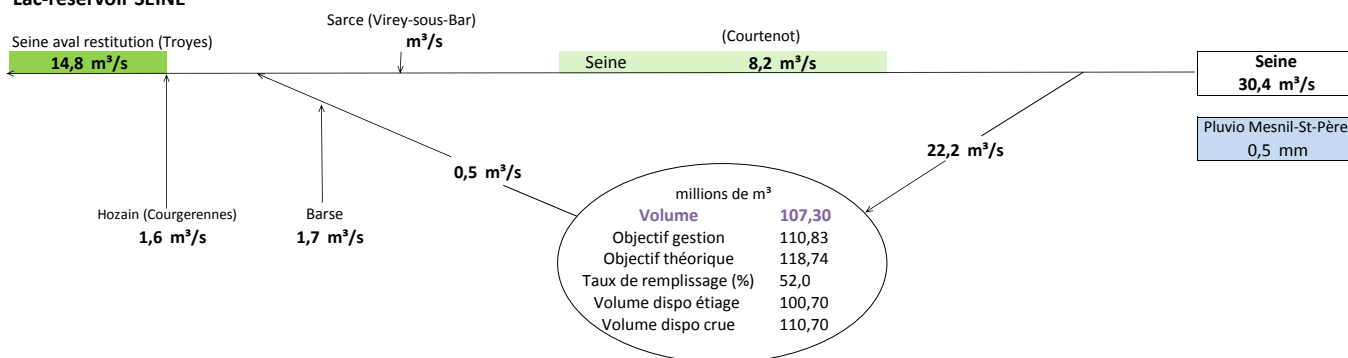 Lac-réservoir SEINE
Sarce (Virey-sous-Bar)
m³/s
Seine aval restitution (Troyes)
14,8 m³/s
(Courtenot)
Seine 8,2 m³/s
Seine
30,4 m³/s
Pluvio Mesnil-St-Père
0,5 mm
22,2 m³/s
0,5 m³/s
Hozain (Courgerennes)
1,6 m³/s
Barse
1,7 m³/s
millions de m³
Volume 107,30
Objectif gestion 110,83
Objectif théorique 118,74
Taux de remplissage (%) 52,0
Volume dispo étiage 100,70
Volume dispo crue 110,70